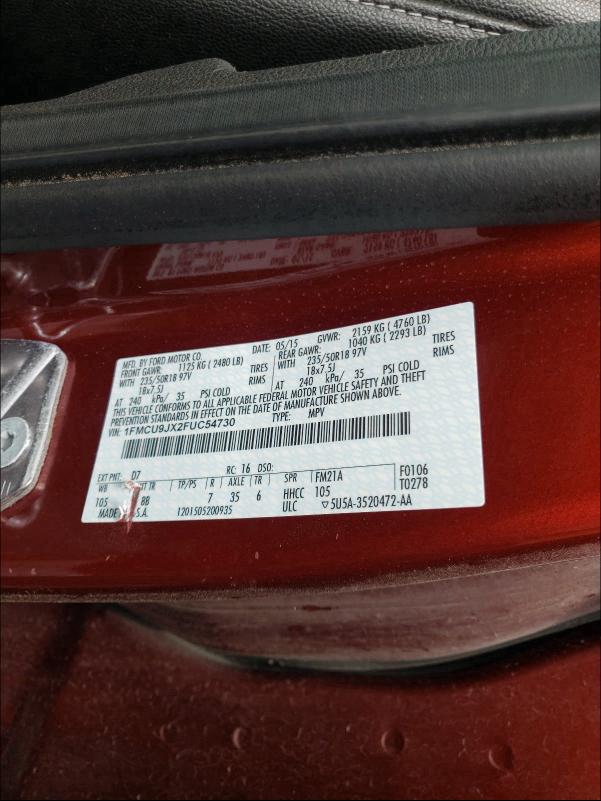 MFD. BY FORD MOTOR CO.
DATE: 05/15 GVWR: 2159 KG ( 4760 LB)
FRONT GAWR: 1125 KG ( 2480 LB) REAR GAWR: 1040 KG ( 2293 LB)
WITH 235/50R18 97V TIRES WITH 235/50R18 97V TIRES
18x7.5J RIMS 18x7.5J RIMS
AT 240 kPa/ 35 PSI COLD AT 240 kPa/ 35 PSI COLD
THIS VEHICLE CONFORMS TO ALL APPLICABLE FEDERAL MOTOR VEHICLE SAFETY AND THEFT
PREVENTION STANDARDS IN EFFECT ON THE DATE OF MANUFACTURE SHOWN ABOVE.
1FMCU9JX2FUC54730 TYPE: MPV
EXT PNT: D7 RC: 16 DSO: F0106
WB TR TP/PS R AXLE TR SPR FM21A T0278
105 8B 7 35 6 HHCC 105
MADE U.S.A. 1201505200935 ULC ▽5U5A-3520472-AA